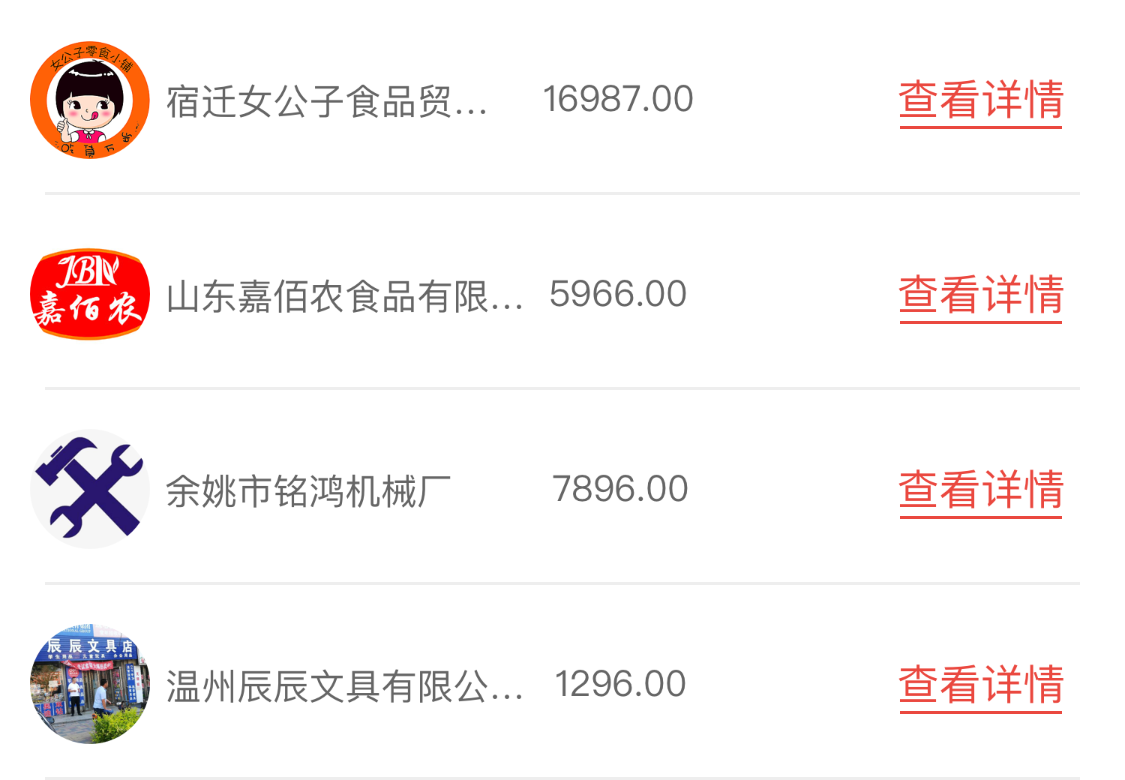 女公子零食小铺
宿迁女公子食品贸... 16987.00 查看详情
JBN
嘉佰农
山东嘉佰农食品有限... 5966.00 查看详情
余姚市铭鸿机械厂 7896.00 查看详情
辰辰文具店
温州辰辰文具有限公... 1296.00 查看详情